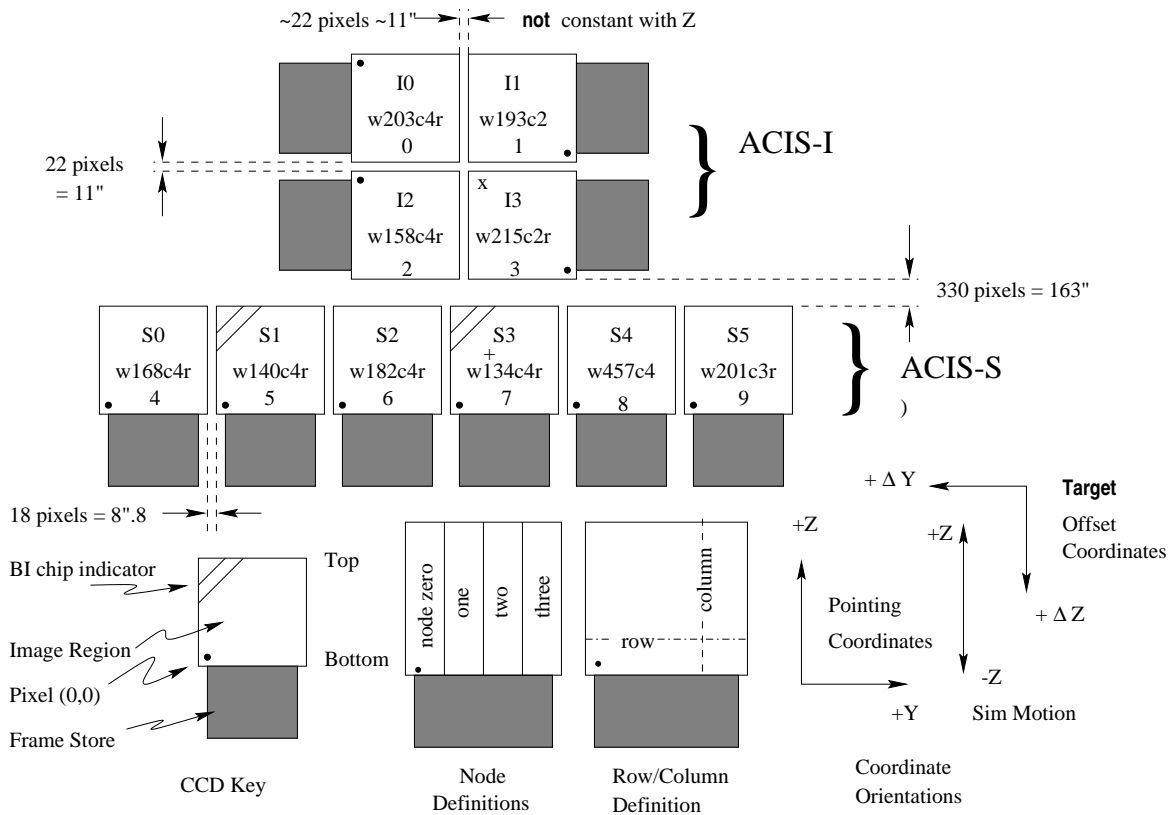 ~22 pixels ~11"
not constant with Z
I0
w203c4r
0
I1
w193c2
1
ACIS-I
22 pixels
= 11"
I2
w158c4r
2
x
I3
w215c2r
3
330 pixels = 163"
S0
w168c4r
4
S1
w140c4r
5
S2
w182c4r
6
S3
+
w134c4r
7
S4
w457c4
8
S5
w201c3r
9
ACIS-S
)
18 pixels = 8".8
BI chip indicator
Image Region
Pixel (0,0)
Frame Store
Top
Bottom
CCD Key
node zero
one
two
three
Node
Definitions
row
column
Row/Column
Definition
+Z
Pointing
Coordinates
+Y
+Z
-Z
Sim Motion
+ Δ Y
+ Δ Z
Target
Offset
Coordinates
Coordinate
Orientations